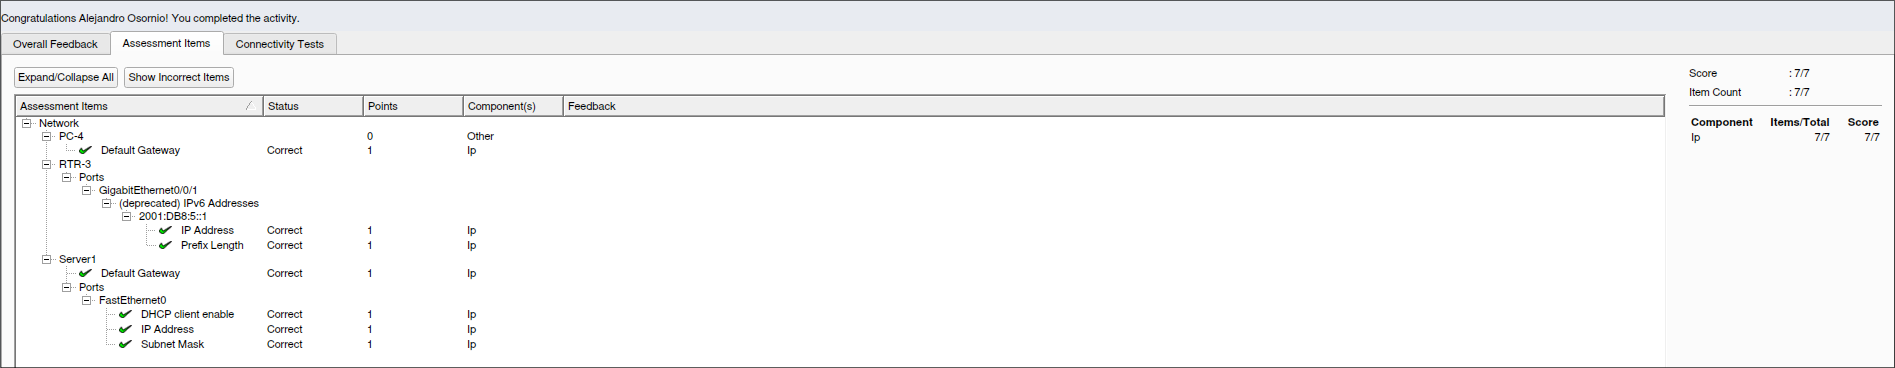 Congratulations Alejandro Osornio! You completed the activity.
Overall Feedback Assessment Items Connectivity Tests
Expand/Collapse All Show Incorrect Items
Assessment Items Status Points Component(s) Feedback
Network
PC-4 0 Other
Default Gateway Correct 1 Ip
RTR-3
Ports
GigabitEthernet0/0/1
(deprecated) IPv6 Addresses
2001:DB8:5::1
IP Address Correct 1 Ip
Prefix Length Correct 1 Ip
Server1
Default Gateway Correct 1 Ip
Ports
FastEthernet0
DHCP client enable Correct 1 Ip
IP Address Correct 1 Ip
Subnet Mask Correct 1 Ip
Score : 7/7
Item Count : 7/7
Component Items/Total Score
Ip 7/7 7/7